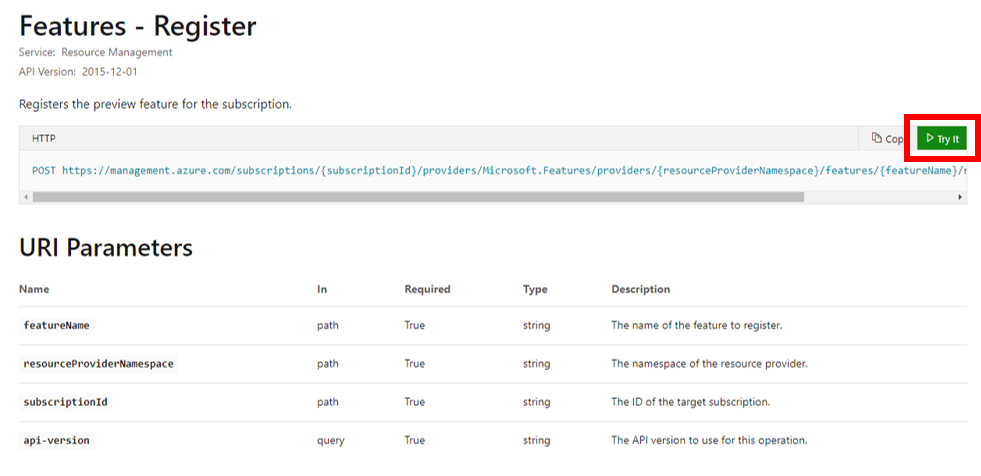 Features - Register
Service: Resource Management
API Version: 2015-12-01
Registers the preview feature for the subscription.
HTTP Cop Try It
POST https://management.azure.com/subscriptions/{subscriptionId}/providers/Microsoft.Features/providers/{resourceProviderNamespace}/features/{featureName}/r
URI Parameters
Name In Required Type Description
featureName path True string The name of the feature to register.
resourceProviderNamespace path True string The namespace of the resource provider.
subscriptionId path True string The ID of the target subscription.
api-version query True string The API version to use for this operation.